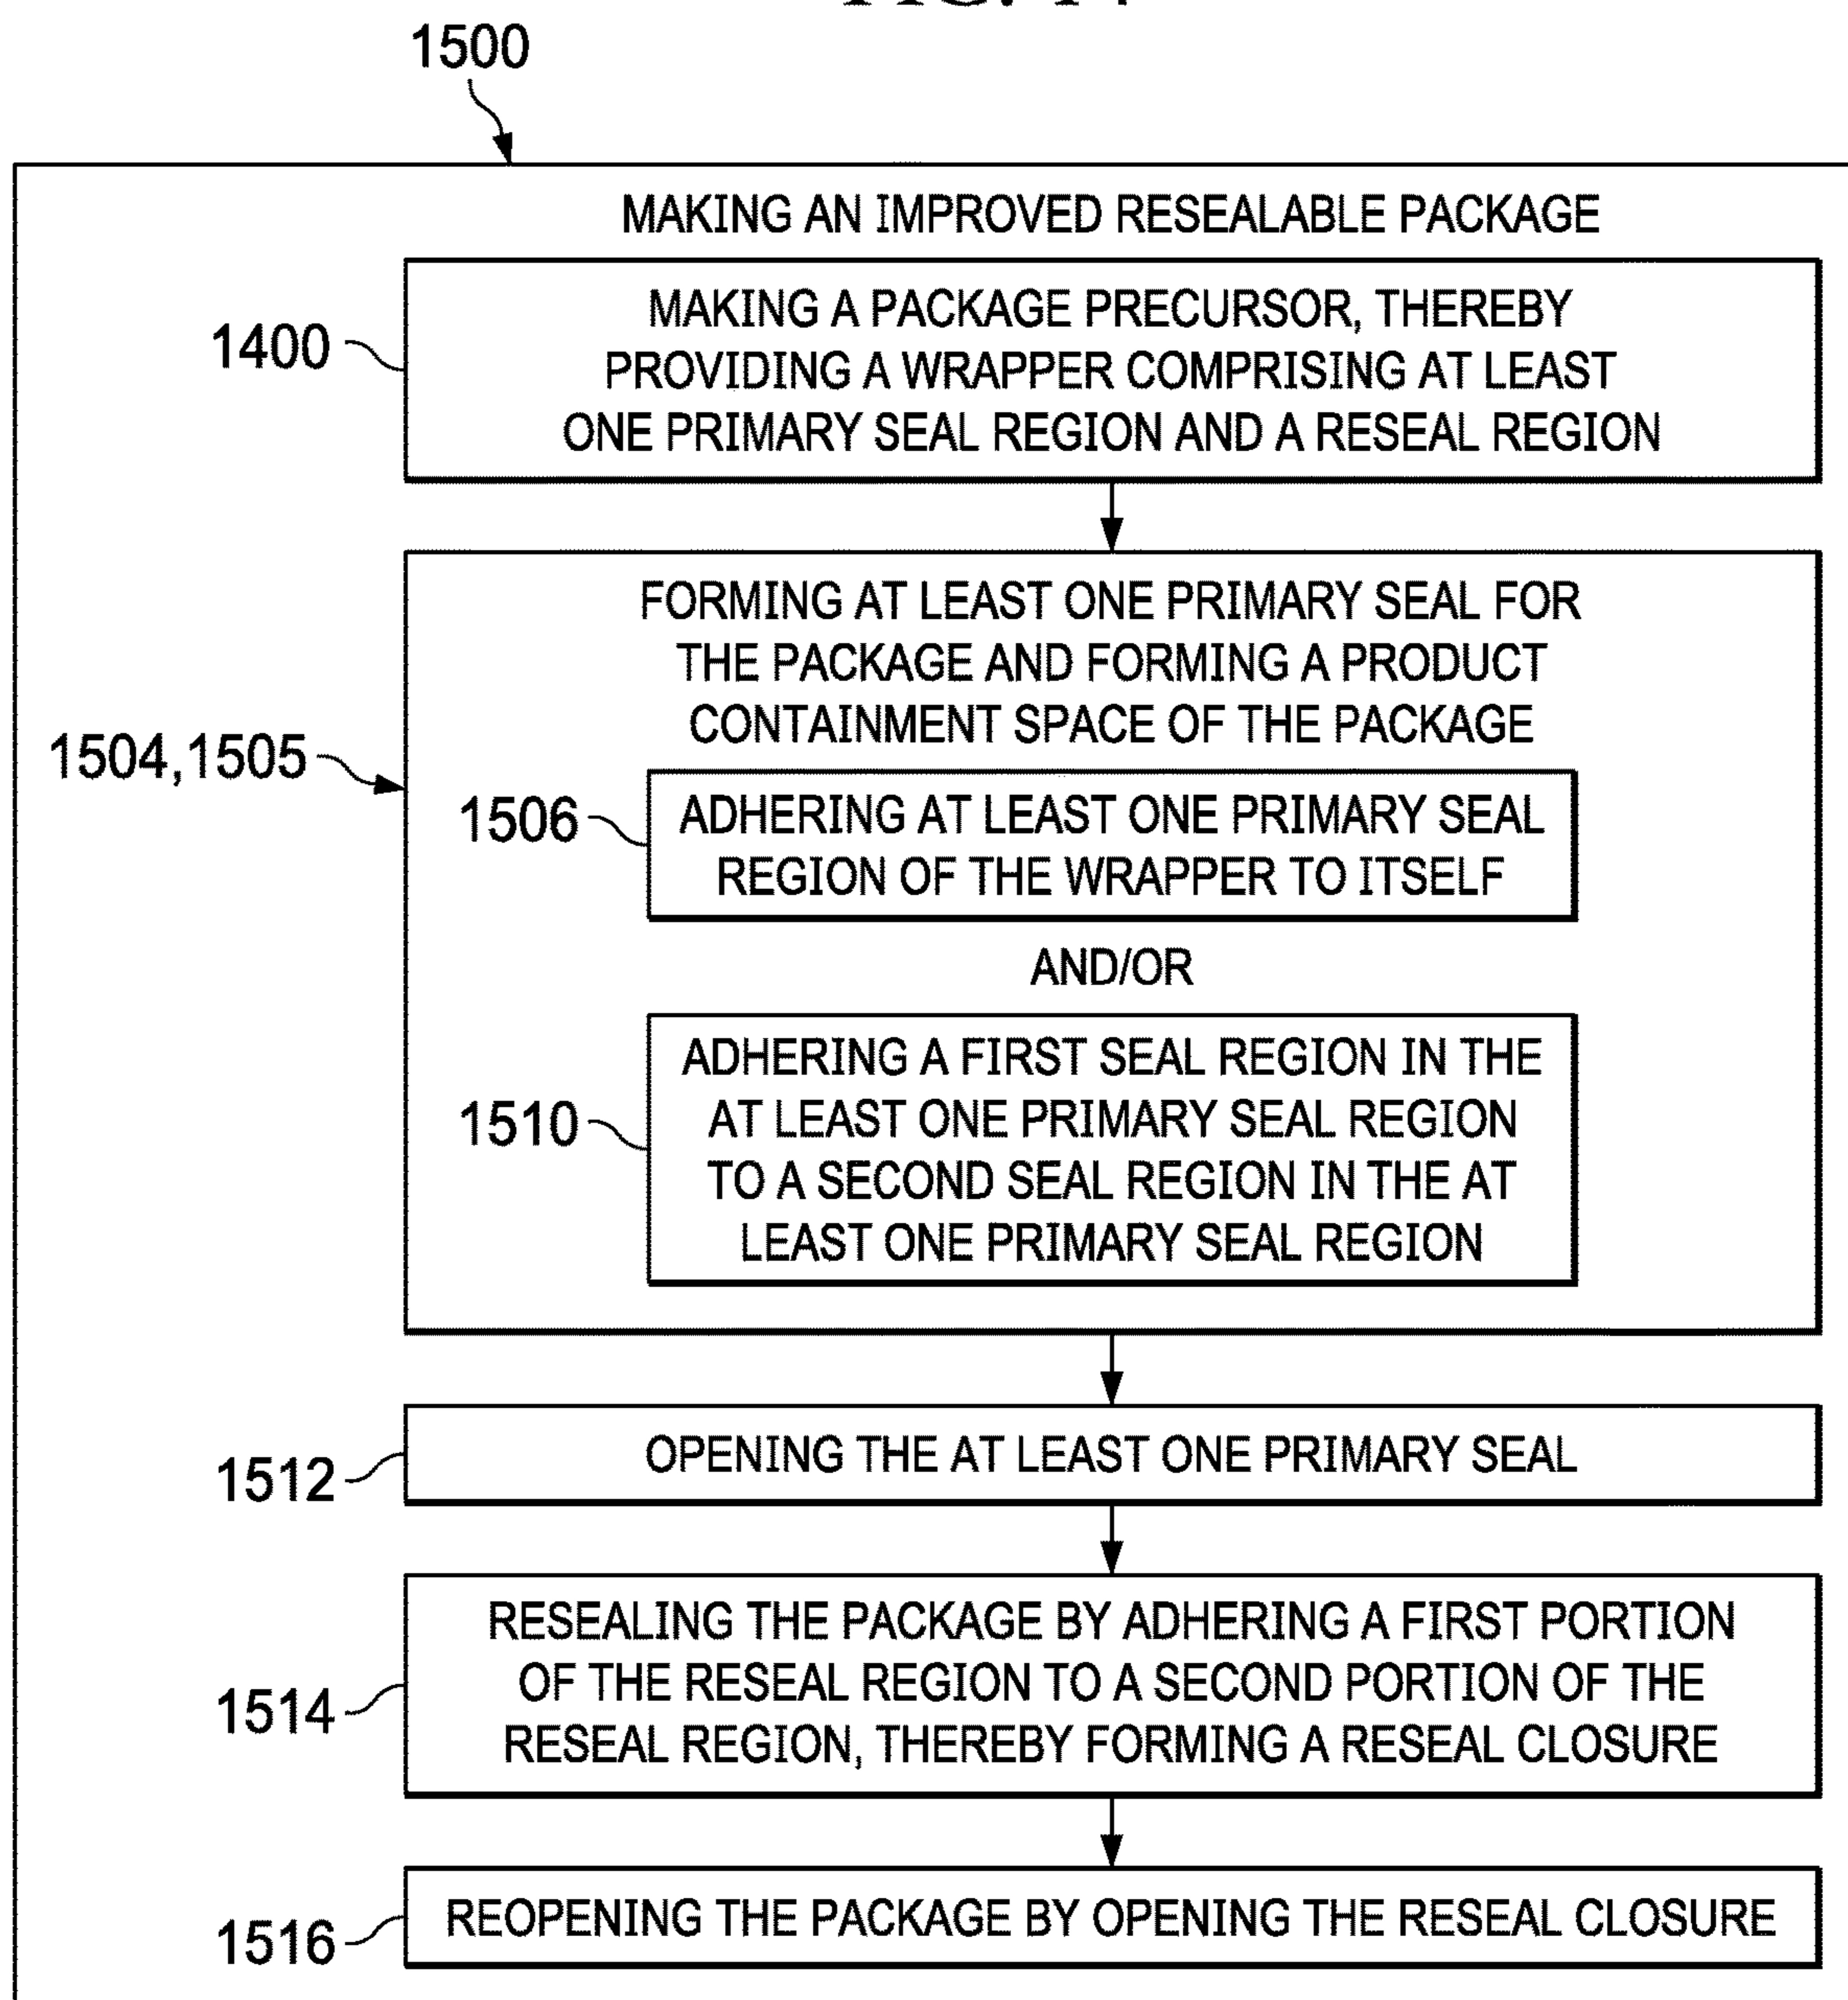 1500
MAKING AN IMPROVED RESEALABLE PACKAGE
1400
MAKING A PACKAGE PRECURSOR, THEREBY
PROVIDING A WRAPPER COMPRISING AT LEAST
ONE PRIMARY SEAL REGION AND A RESEAL REGION
1504,1505
FORMING AT LEAST ONE PRIMARY SEAL FOR
THE PACKAGE AND FORMING A PRODUCT
CONTAINMENT SPACE OF THE PACKAGE
1506
ADHERING AT LEAST ONE PRIMARY SEAL
REGION OF THE WRAPPER TO ITSELF
AND/OR
1510
ADHERING A FIRST SEAL REGION IN THE
AT LEAST ONE PRIMARY SEAL REGION
TO A SECOND SEAL REGION IN THE AT
LEAST ONE PRIMARY SEAL REGION
1512
OPENING THE AT LEAST ONE PRIMARY SEAL
1514
RESEALING THE PACKAGE BY ADHERING A FIRST PORTION
OF THE RESEAL REGION TO A SECOND PORTION OF THE
RESEAL REGION, THEREBY FORMING A RESEAL CLOSURE
1516
REOPENING THE PACKAGE BY OPENING THE RESEAL CLOSURE